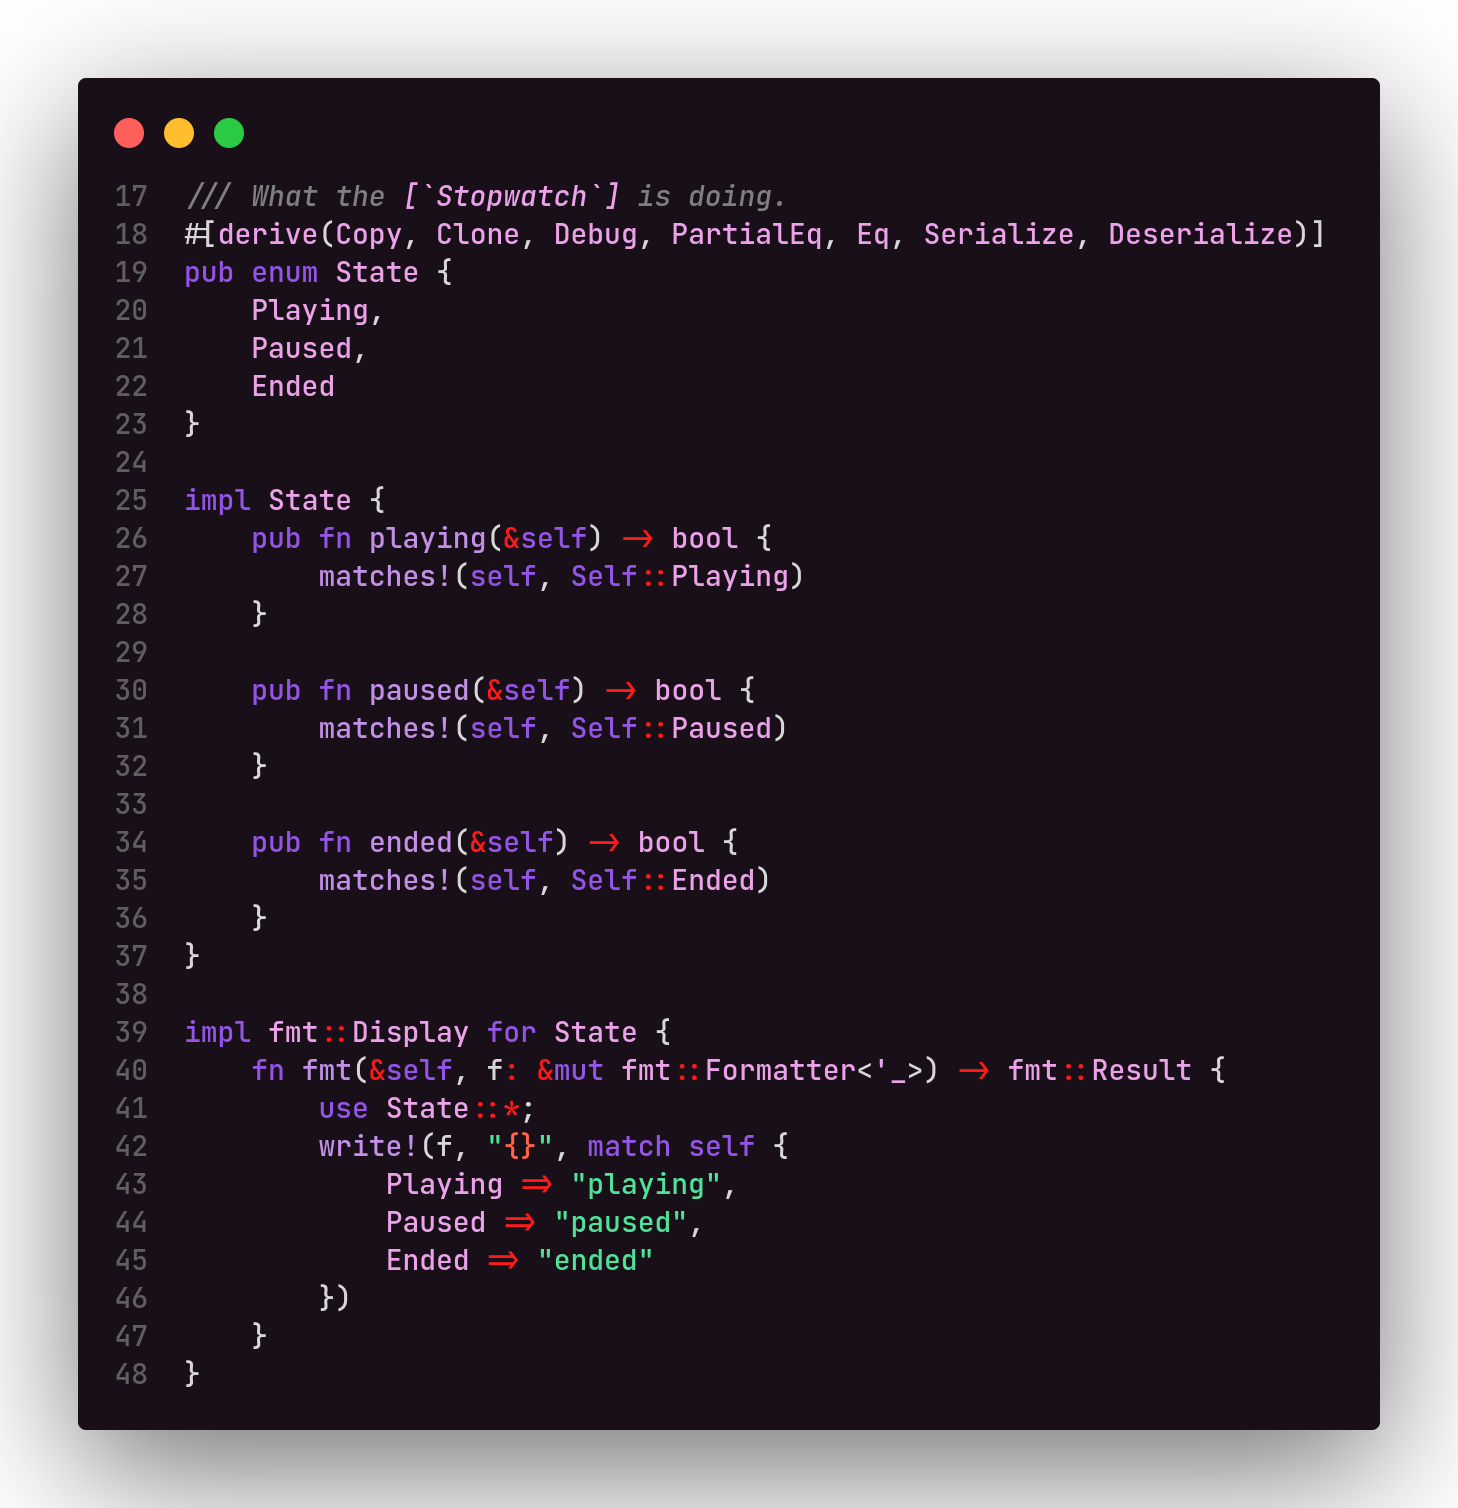 17 /// What the [`Stopwatch`] is doing.
18 #[derive(Copy, Clone, Debug, PartialEq, Eq, Serialize, Deserialize)]
19 pub enum State {
20     Playing,
21     Paused,
22     Ended
23 }
24
25 impl State {
26     pub fn playing(&self) -> bool {
27         matches!(self, Self::Playing)
28     }
29
30     pub fn paused(&self) -> bool {
31         matches!(self, Self::Paused)
32     }
33
34     pub fn ended(&self) -> bool {
35         matches!(self, Self::Ended)
36     }
37 }
38
39 impl fmt::Display for State {
40     fn fmt(&self, f: &mut fmt::Formatter<'_>) -> fmt::Result {
41         use State::*;
42         write!(f, "{}", match self {
43             Playing => "playing",
44             Paused => "paused",
45             Ended => "ended"
46         })
47     }
48 }